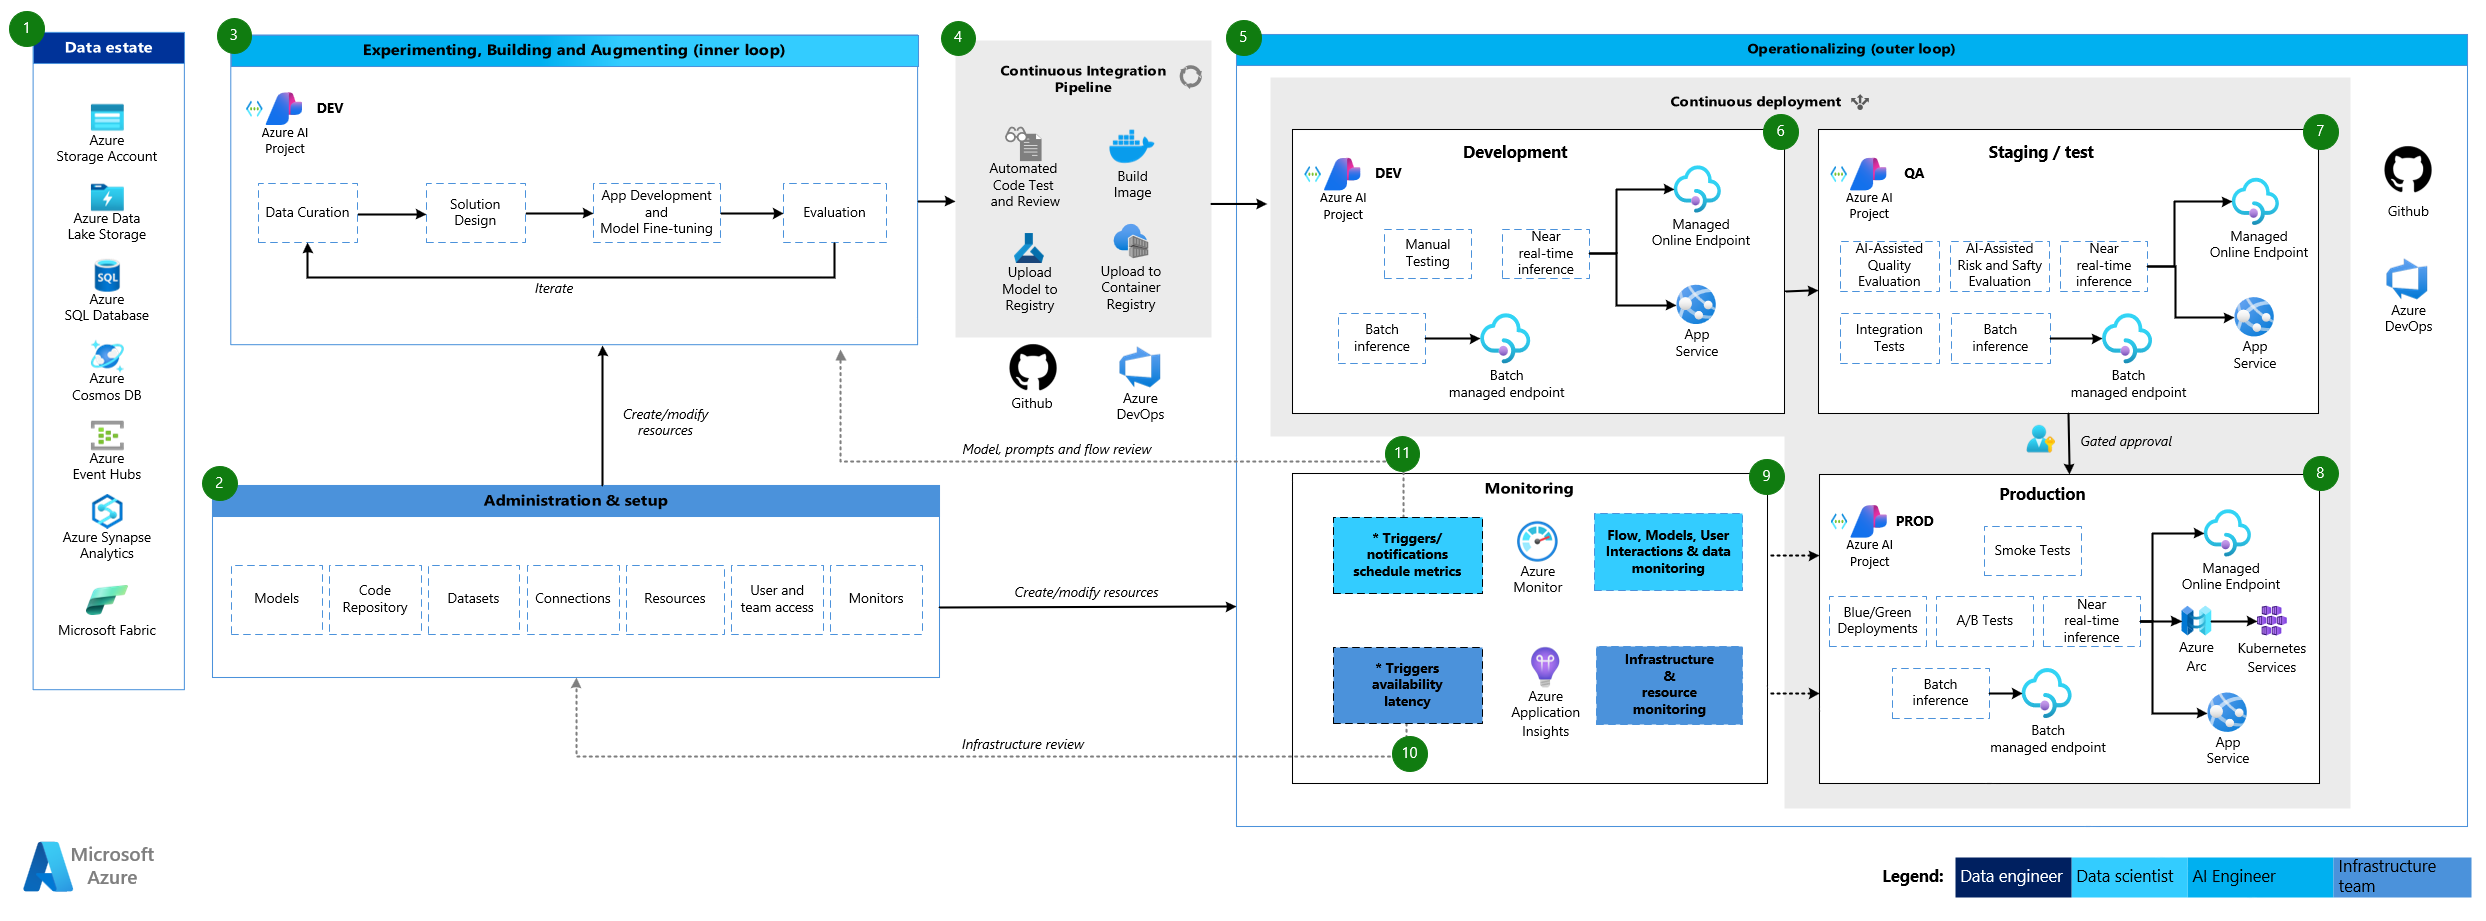 1
Data estate
Azure
Storage Account
Azure Data
Lake Storage
SQL
Azure
SQL Database
Azure
Cosmos DB
Azure
Event Hubs
Azure Synapse
Analytics
Microsoft Fabric
3
Experimenting, Building and Augmenting (inner loop)
DEV
Azure AI
Project
Data Curation
Solution
Design
App Development
and
Model Fine-tuning
Evaluation
Iterate
Create/modify
resources
2
Administration & setup
Models
Code
Repository
Datasets
Connections
Resources
User and
team access
Monitors
4
Continuous Integration
Pipeline
Automated
Code Test
and Review
Build
Image
Upload
Model to
Registry
Upload to
Container
Registry
Github
Azure
DevOps
Model, prompts and flow review
Create/modify resources
Infrastructure review
5
Operationalizing (outer loop)
Continuous deployment
6
Development
DEV
Azure AI
Project
Manual
Testing
Near
real-time
inference
Managed
Online Endpoint
App
Service
Batch
inference
Batch
managed endpoint
7
Staging / test
QA
Azure AI
Project
AI-Assisted
Quality
Evaluation
AI-Assisted
Risk and Safty
Evaluation
Near
real-time
inference
Managed
Online Endpoint
Integration
Tests
Batch
inference
Batch
managed endpoint
App
Service
Github
Azure
DevOps
Gated approval
11
9
Monitoring
* Triggers/
notifications
schedule metrics
Azure
Monitor
Flow, Models, User
Interactions & data
monitoring
* Triggers
availability
latency
Azure
Application
Insights
Infrastructure
&
resource
monitoring
10
8
Production
PROD
Azure AI
Project
Smoke Tests
Managed
Online Endpoint
Blue/Green
Deployments
A/B Tests
Near
real-time
inference
Azure
Arc
Kubernetes
Services
Batch
inference
Batch
managed endpoint
App
Service
Microsoft
Azure
Legend:
Data engineer
Data scientist
AI Engineer
Infrastructure
team